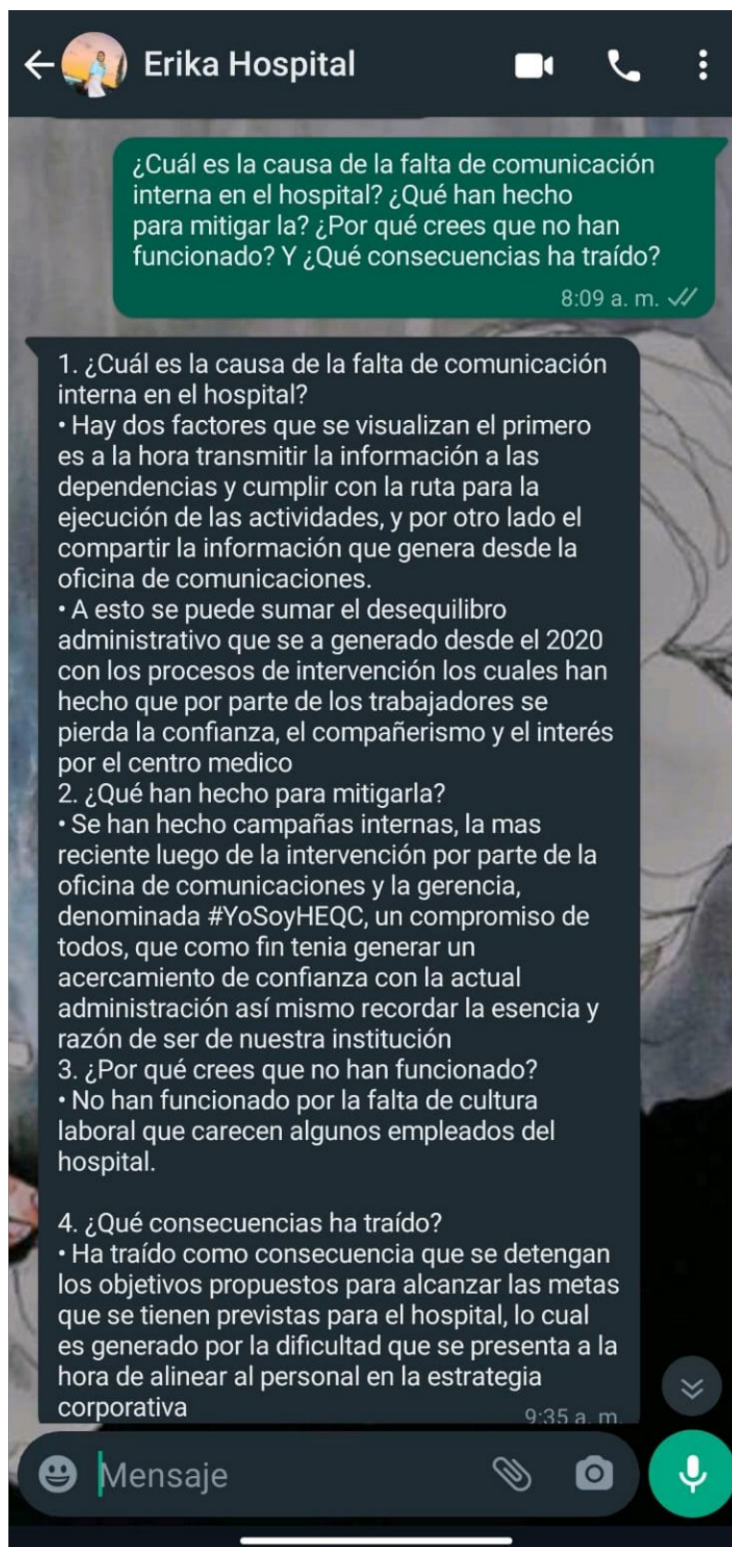 Erika Hospital
¿Cuál es la causa de la falta de comunicación
interna en el hospital? ¿Qué han hecho
para mitigar la? ¿Por qué crees que no han
funcionado? Y ¿Qué consecuencias ha traído?
8:09 a. m.
1. ¿Cuál es la causa de la falta de comunicación
interna en el hospital?
• Hay dos factores que se visualizan el primero
es a la hora transmitir la información a las
dependencias y cumplir con la ruta para la
ejecución de las actividades, y por otro lado el
compartir la información que genera desde la
oficina de comunicaciones.
• A esto se puede sumar el desequilibro
administrativo que se a generado desde el 2020
con los procesos de intervención los cuales han
hecho que por parte de los trabajadores se
pierda la confianza, el compañerismo y el interés
por el centro medico
2. ¿Qué han hecho para mitigarla?
• Se han hecho campañas internas, la mas
reciente luego de la intervención por parte de la
oficina de comunicaciones y la gerencia,
denominada #YoSoyHEQC, un compromiso de
todos, que como fin tenia generar un
acercamiento de confianza con la actual
administración así mismo recordar la esencia y
razón de ser de nuestra institución
3. ¿Por qué crees que no han funcionado?
• No han funcionado por la falta de cultura
laboral que carecen algunos empleados del
hospital.
4. ¿Qué consecuencias ha traído?
• Ha traído como consecuencia que se detengan
los objetivos propuestos para alcanzar las metas
que se tienen previstas para el hospital, lo cual
es generado por la dificultad que se presenta a la
hora de alinear al personal en la estrategia
corporativa
9:35 a. m.
Mensaje